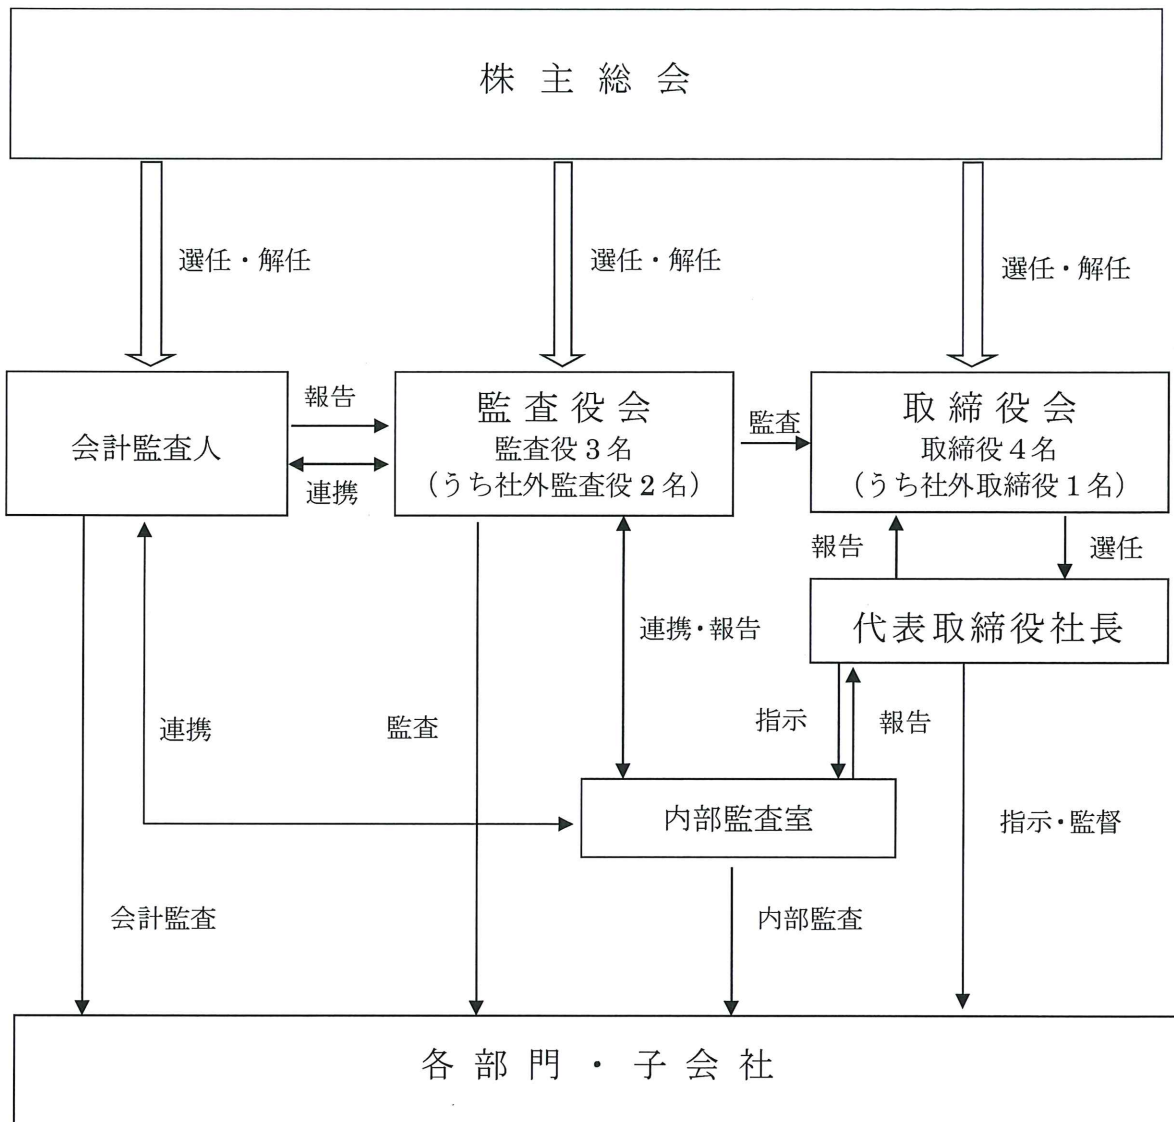 株主総会
選任・解任
選任・解任
選任・解任
会計監査人
報告
連携
監査役会
監査役3名
(うち社外監査役2名)
監査
取締役会
取締役4名
(うち社外取締役1名)
報告
選任
代表取締役社長
連携・報告
指示
報告
連携
監査
内部監査室
指示・監督
会計監査
内部監査
各部門・子会社